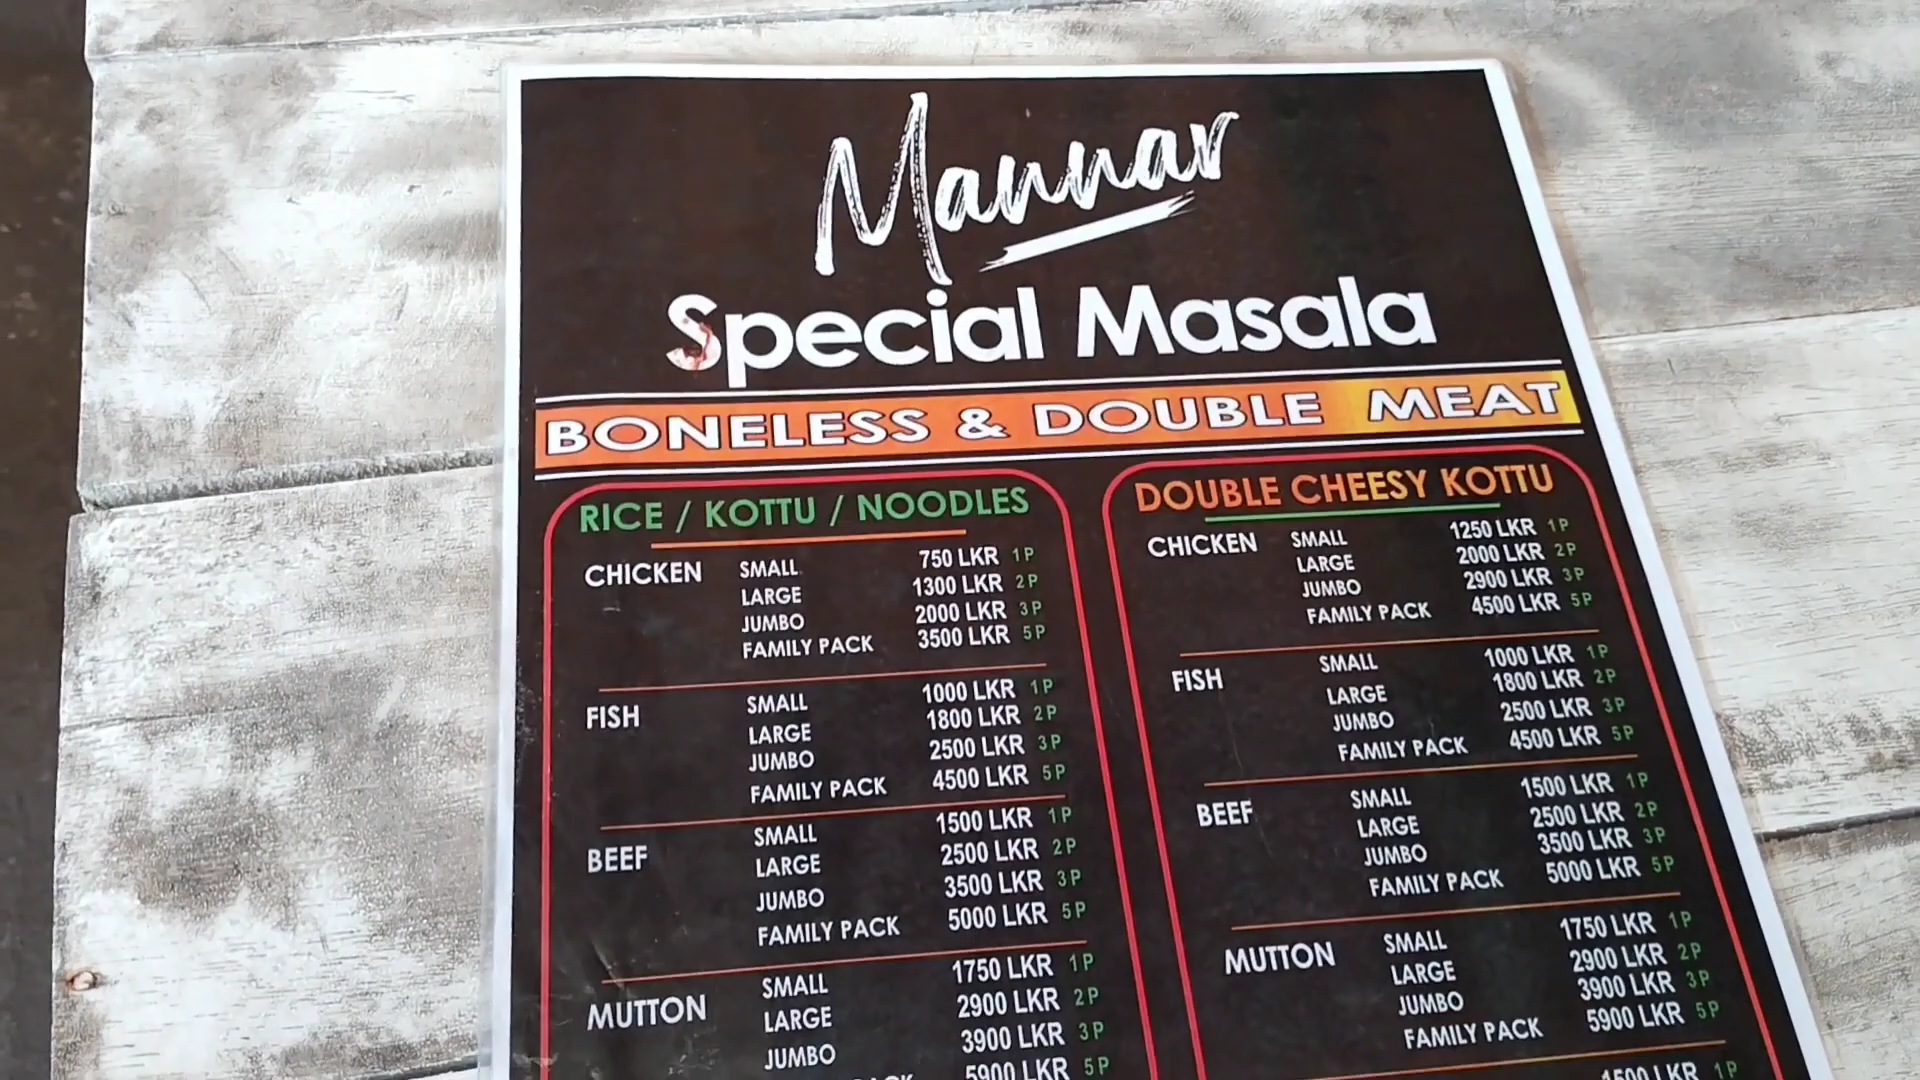 Mannar
Special Masala
BONELESS & DOUBLE MEAT
RICE / KOTTU / NOODLES
CHICKEN SMALL 750 LKR 1P
LARGE 1300 LKR 2P
JUMBO 2000 LKR 3P
FAMILY PACK 3500 LKR 5P
FISH SMALL 1000 LKR 1P
LARGE 1800 LKR 2P
JUMBO 2500 LKR 3P
FAMILY PACK 4500 LKR 5P
BEEF SMALL 1500 LKR 1P
LARGE 2500 LKR 2P
JUMBO 3500 LKR 3P
FAMILY PACK 5000 LKR 5P
MUTTON SMALL 1750 LKR 1P
LARGE 2900 LKR 2P
JUMBO 3900 LKR 3P
5900 LKR 5P
DOUBLE CHEESY KOTTU
CHICKEN SMALL 1250 LKR 1P
LARGE 2000 LKR 2P
JUMBO 2900 LKR 3P
FAMILY PACK 4500 LKR 5P
FISH SMALL 1000 LKR 1P
LARGE 1800 LKR 2P
JUMBO 2500 LKR 3P
FAMILY PACK 4500 LKR 5P
BEEF SMALL 1500 LKR 1P
LARGE 2500 LKR 2P
JUMBO 3500 LKR 3P
FAMILY PACK 5000 LKR 5P
MUTTON SMALL 1750 LKR 1P
LARGE 2900 LKR 2P
JUMBO 3900 LKR 3P
FAMILY PACK 5900 LKR 5P
1500 LKR 1P